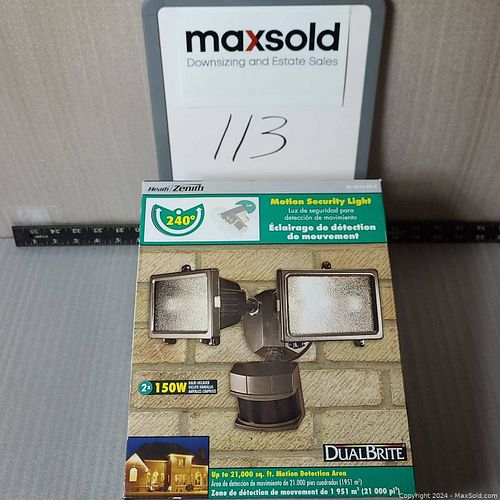 maxsold
Downsizing and Estate Sales
113
Heath Zenith
240°
Motion Security Light
Luz de seguridad para
detección de movimiento
Éclairage de détection
de mouvement
2x 150W
BULBS INCLUDED
DUALBRITE
Up to 21,000 sq. ft. Motion Detection Area
Área de detección de movimiento de 21.000 pies cuadrados (1951 m²)
Zone de détection de mouvement de 1 951 m² (21 000 pi²)
Copyright © 2024 - MaxSold.com